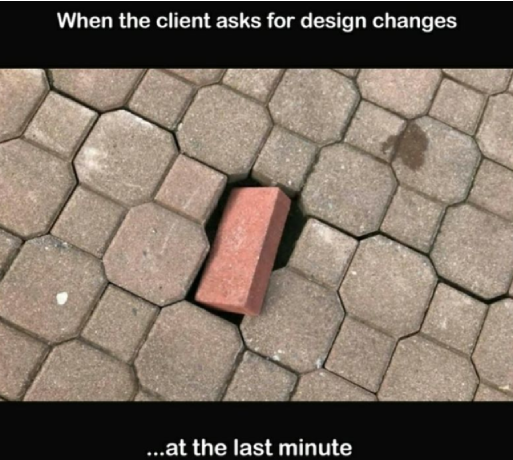 When the client asks for design changes
...at the last minute